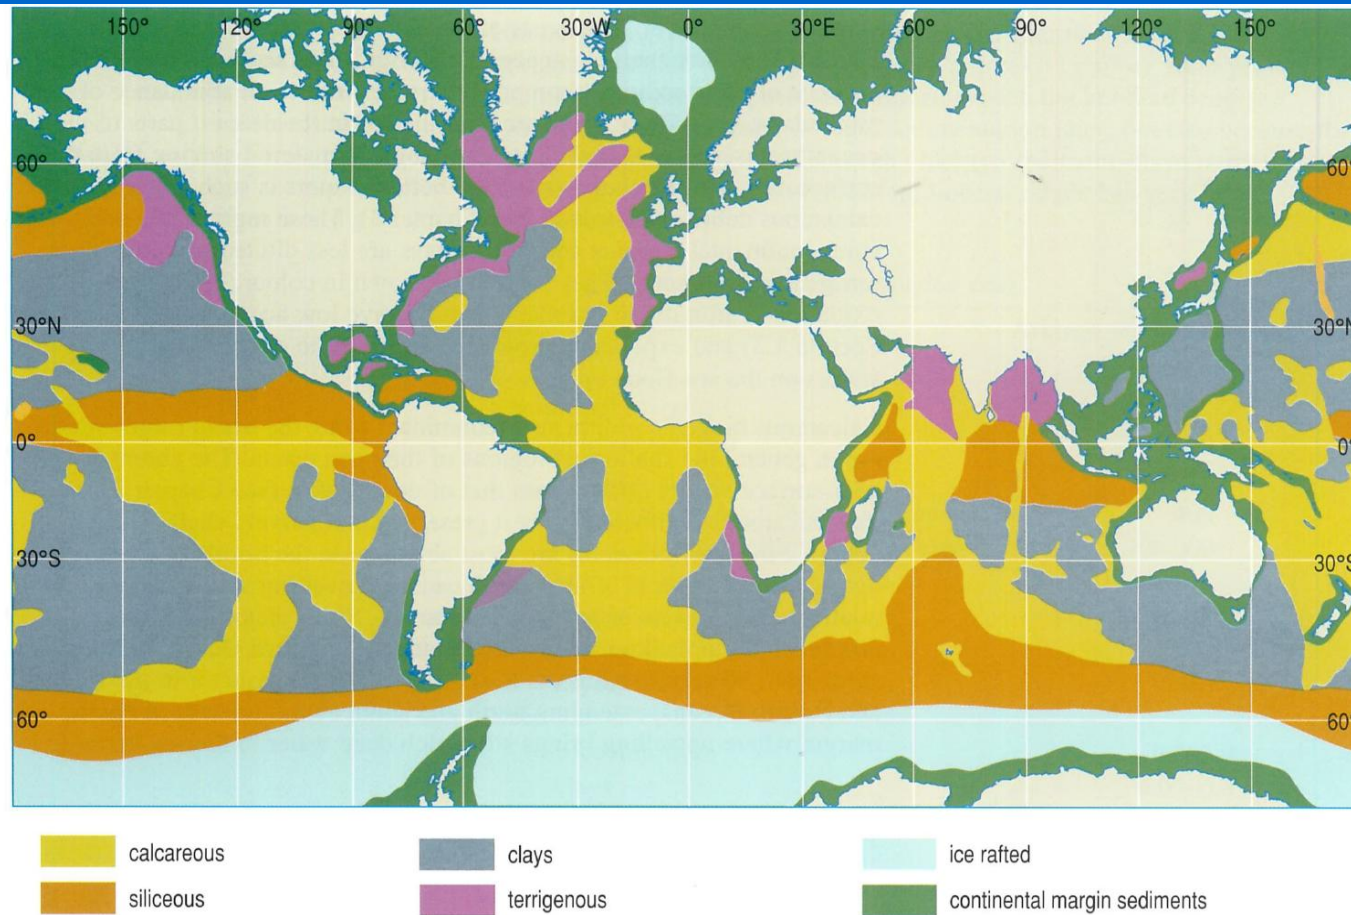 150° 120° 90° 60° 30°W 0° 30°E 60° 90° 120° 150°
60° 60°
30°N 30°N
0° 0°
30°S 30°S
60° 60°
calcareous clays ice rafted
siliceous terrigenous continental margin sediments